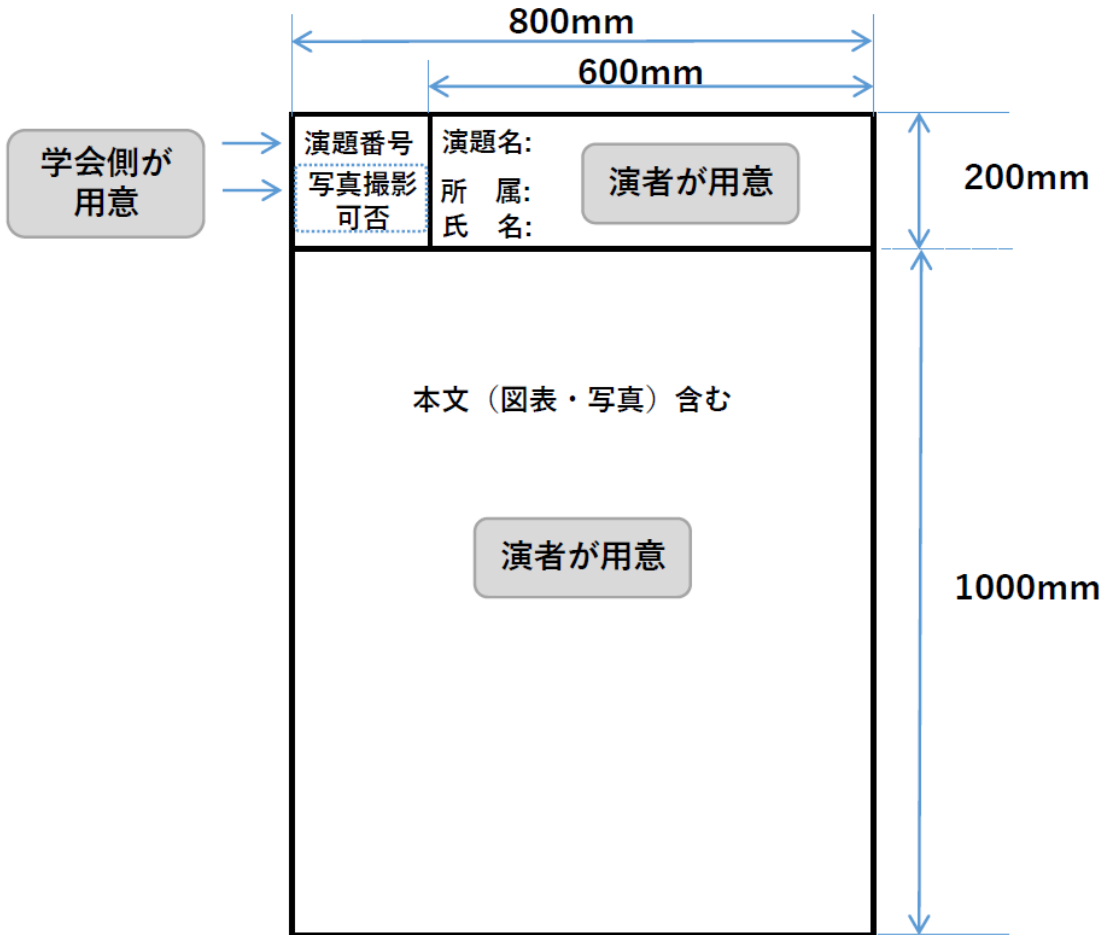 800mm
600mm
学会側が
用意
演題番号
写真撮影
可否
演題名:
所　属:
氏　名:
演者が用意
200mm
本文（図表・写真）含む
演者が用意
1000mm